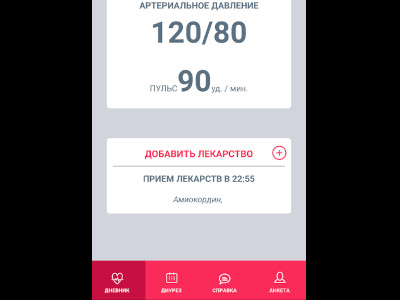 АРТЕРИАЛЬНОЕ ДАВЛЕНИЕ
120/80
ПУЛЬС 90 уд. / мин.
ДОБАВИТЬ ЛЕКАРСТВО
ПРИЕМ ЛЕКАРСТВ В 22:55
Амиокордин,
ДНЕВНИК ДИУРЕЗ СПРАВКА АНКЕТА